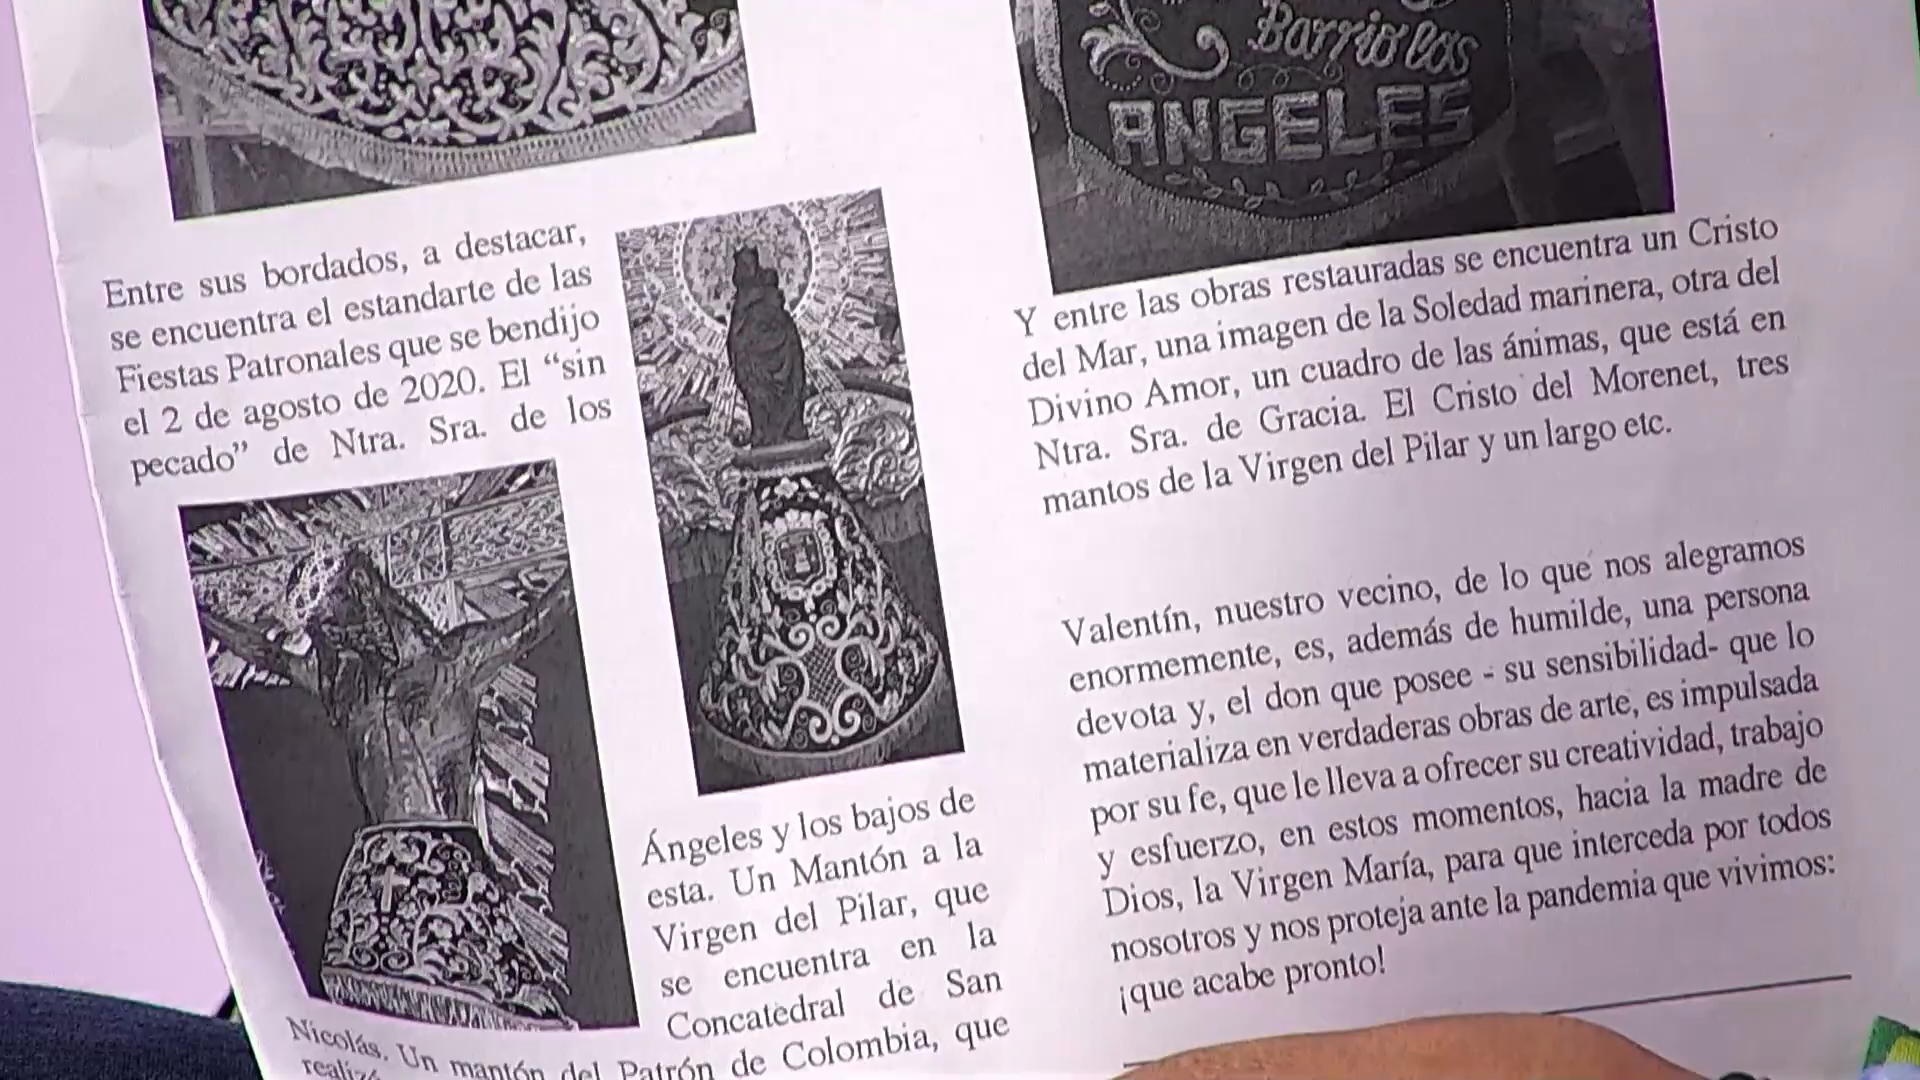 Entre sus bordados, a destacar,
se encuentra el estandarte de las
Fiestas Patronales que se bendijo
el 2 de agosto de 2020. El “sin
pecado” de Ntra. Sra. de los
Ángeles y los bajos de
esta. Un Mantón a la
Virgen del Pilar, que
se encuentra en la
Concatedral de San
Nicolás. Un mantón del Patrón de Colombia, que
realizó
Barrio los
ANGELES
Y entre las obras restauradas se encuentra un Cristo
del Mar, una imagen de la Soledad marinera, otra del
Divino Amor, un cuadro de las ánimas, que está en
Ntra. Sra. de Gracia. El Cristo del Morenet, tres
mantos de la Virgen del Pilar y un largo etc.
Valentín, nuestro vecino, de lo que nos alegramos
enormemente, es, además de humilde, una persona
devota y, el don que posee - su sensibilidad- que lo
materializa en verdaderas obras de arte, es impulsada
por su fe, que le lleva a ofrecer su creatividad, trabajo
y esfuerzo, en estos momentos, hacia la madre de
Dios, la Virgen María, para que interceda por todos
nosotros y nos proteja ante la pandemia que vivimos:
¡que acabe pronto!